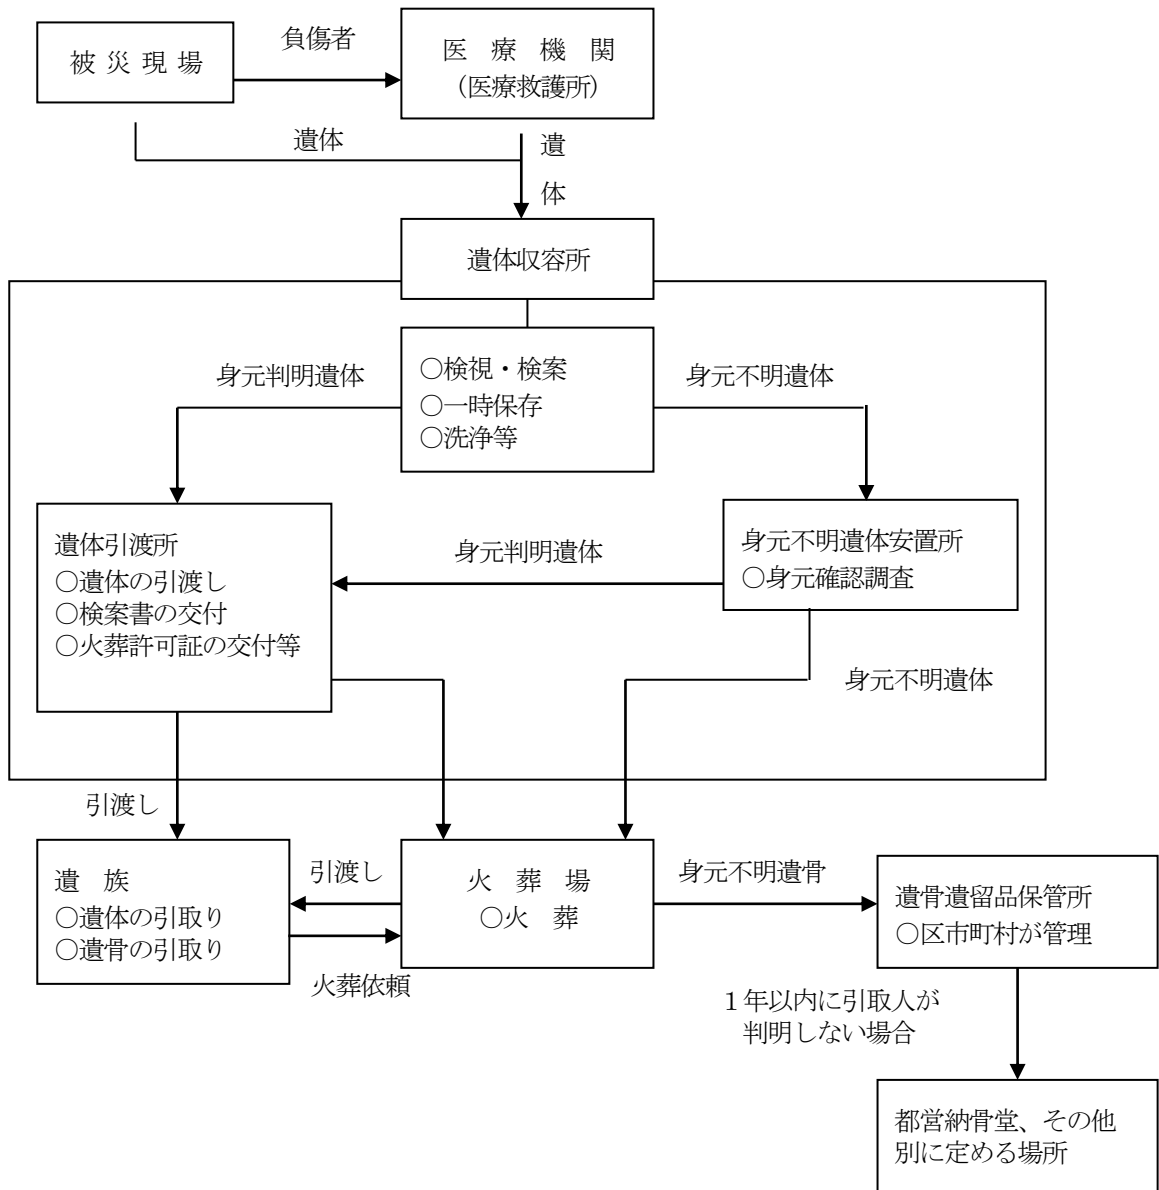 被 災 現 場
負傷者
医 療 機 関
（医療救護所）
遺体
遺
体
遺体収容所
○検視・検案
○一時保存
○洗浄等
身元判明遺体
身元不明遺体
遺体引渡所
○遺体の引渡し
○検案書の交付
○火葬許可証の交付等
身元判明遺体
身元不明遺体安置所
○身元確認調査
身元不明遺体
引渡し
遺 族
○遺体の引取り
○遺骨の引取り
引渡し
火葬依頼
火 葬 場
○火 葬
身元不明遺骨
遺骨遺留品保管所
○区市町村が管理
１年以内に引取人が
判明しない場合
都営納骨堂、その他
別に定める場所